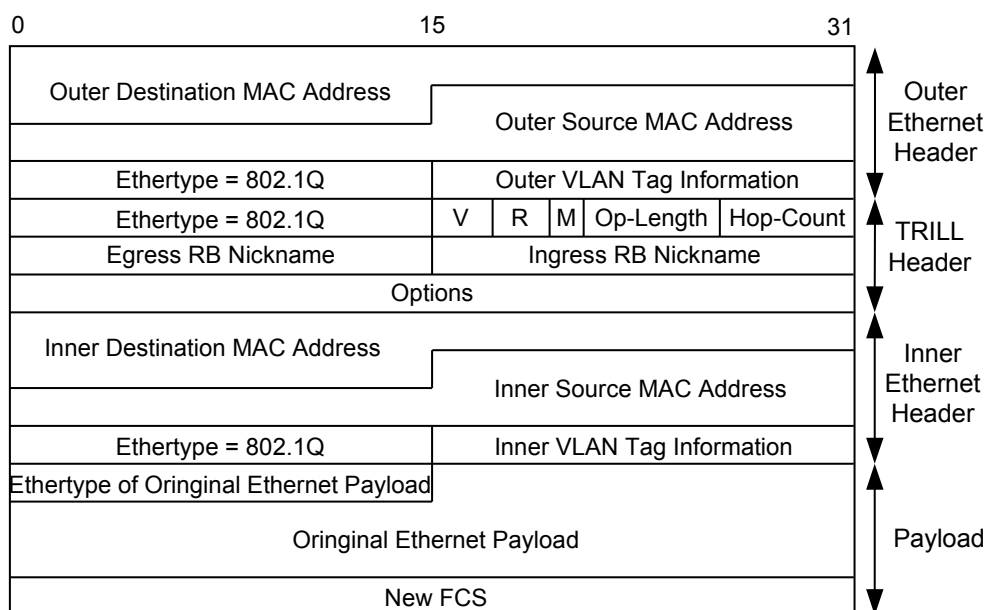 0 15 31
Outer Destination MAC Address
Outer Source MAC Address
Outer
Ethernet
Header
Ethertype = 802.1Q Outer VLAN Tag Information
Ethertype = 802.1Q V R M Op-Length Hop-Count
Egress RB Nickname Ingress RB Nickname
Options
TRILL
Header
Inner Destination MAC Address
Inner Source MAC Address
Inner
Ethernet
Header
Ethertype = 802.1Q Inner VLAN Tag Information
Ethertype of Oringinal Ethernet Payload
Oringinal Ethernet Payload
Payload
New FCS